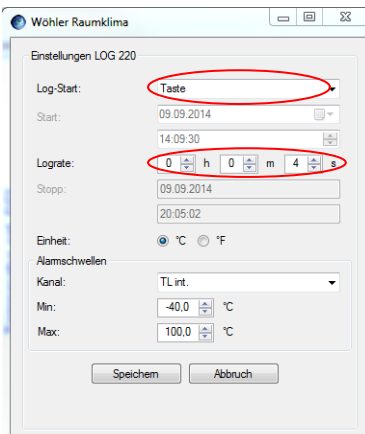 Wöhler Raumklima
Einstellungen LOG 220
Log-Start: Taste
Start: 09.09.2014
14:09:30
Lograte: 0 h 0 m 4 s
Stopp: 09.09.2014
20:05:02
Einheit: °C °F
Alarmschwellen
Kanal: TL int.
Min: -40,0 °C
Max: 100,0 °C
Speichern Abbruch